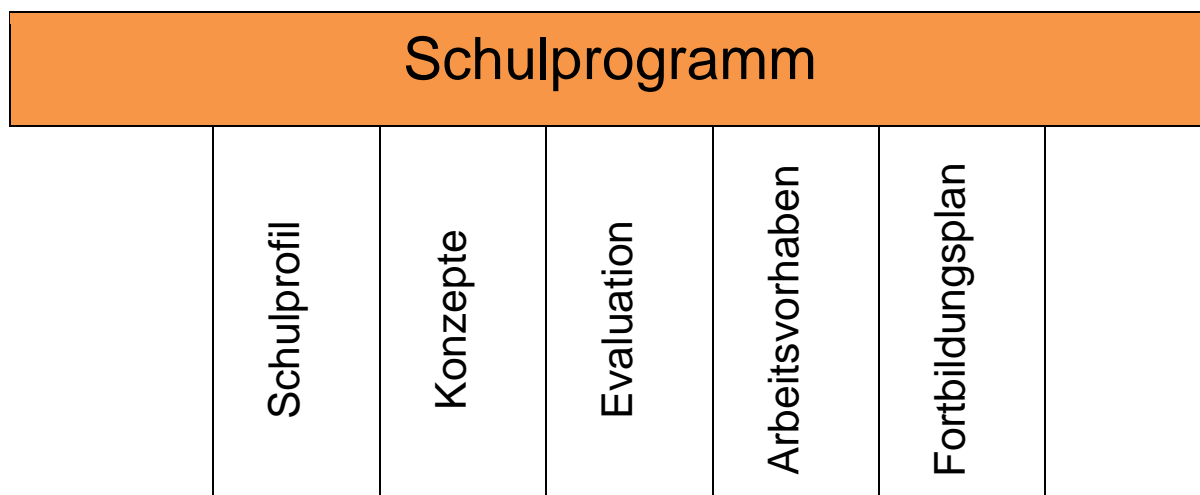 Schulprogramm
Schulprofil
Konzepte
Evaluation
Arbeitsvorhaben
Fortbildungsplan